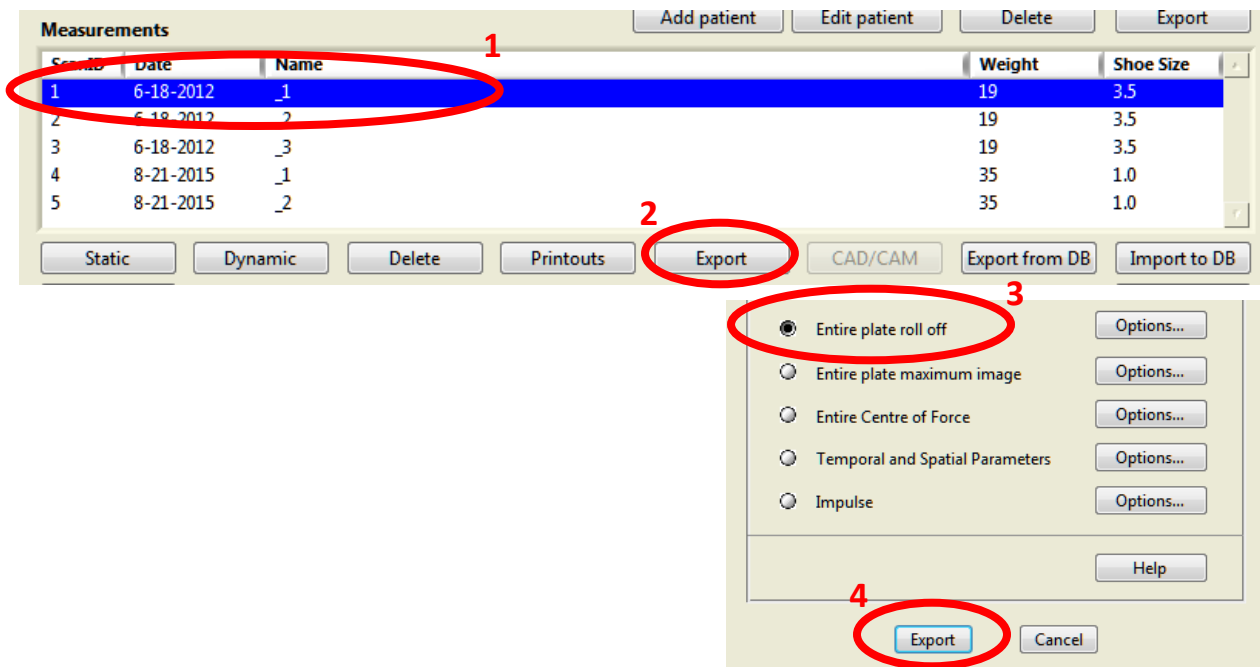 Add patient Edit patient Delete Export
Measurements
1
ScanID Date Name Weight Shoe Size
1 6-18-2012 _1 19 3.5
2 6-18-2012 _2 19 3.5
3 6-18-2012 _3 19 3.5
4 8-21-2015 _1 35 1.0
5 8-21-2015 _2 35 1.0
2
Static Dynamic Delete Printouts Export CAD/CAM Export from DB Import to DB
3
Entire plate roll off Options...
Entire plate maximum image Options...
Entire Centre of Force Options...
Temporal and Spatial Parameters Options...
Impulse Options...
Help
4
Export Cancel